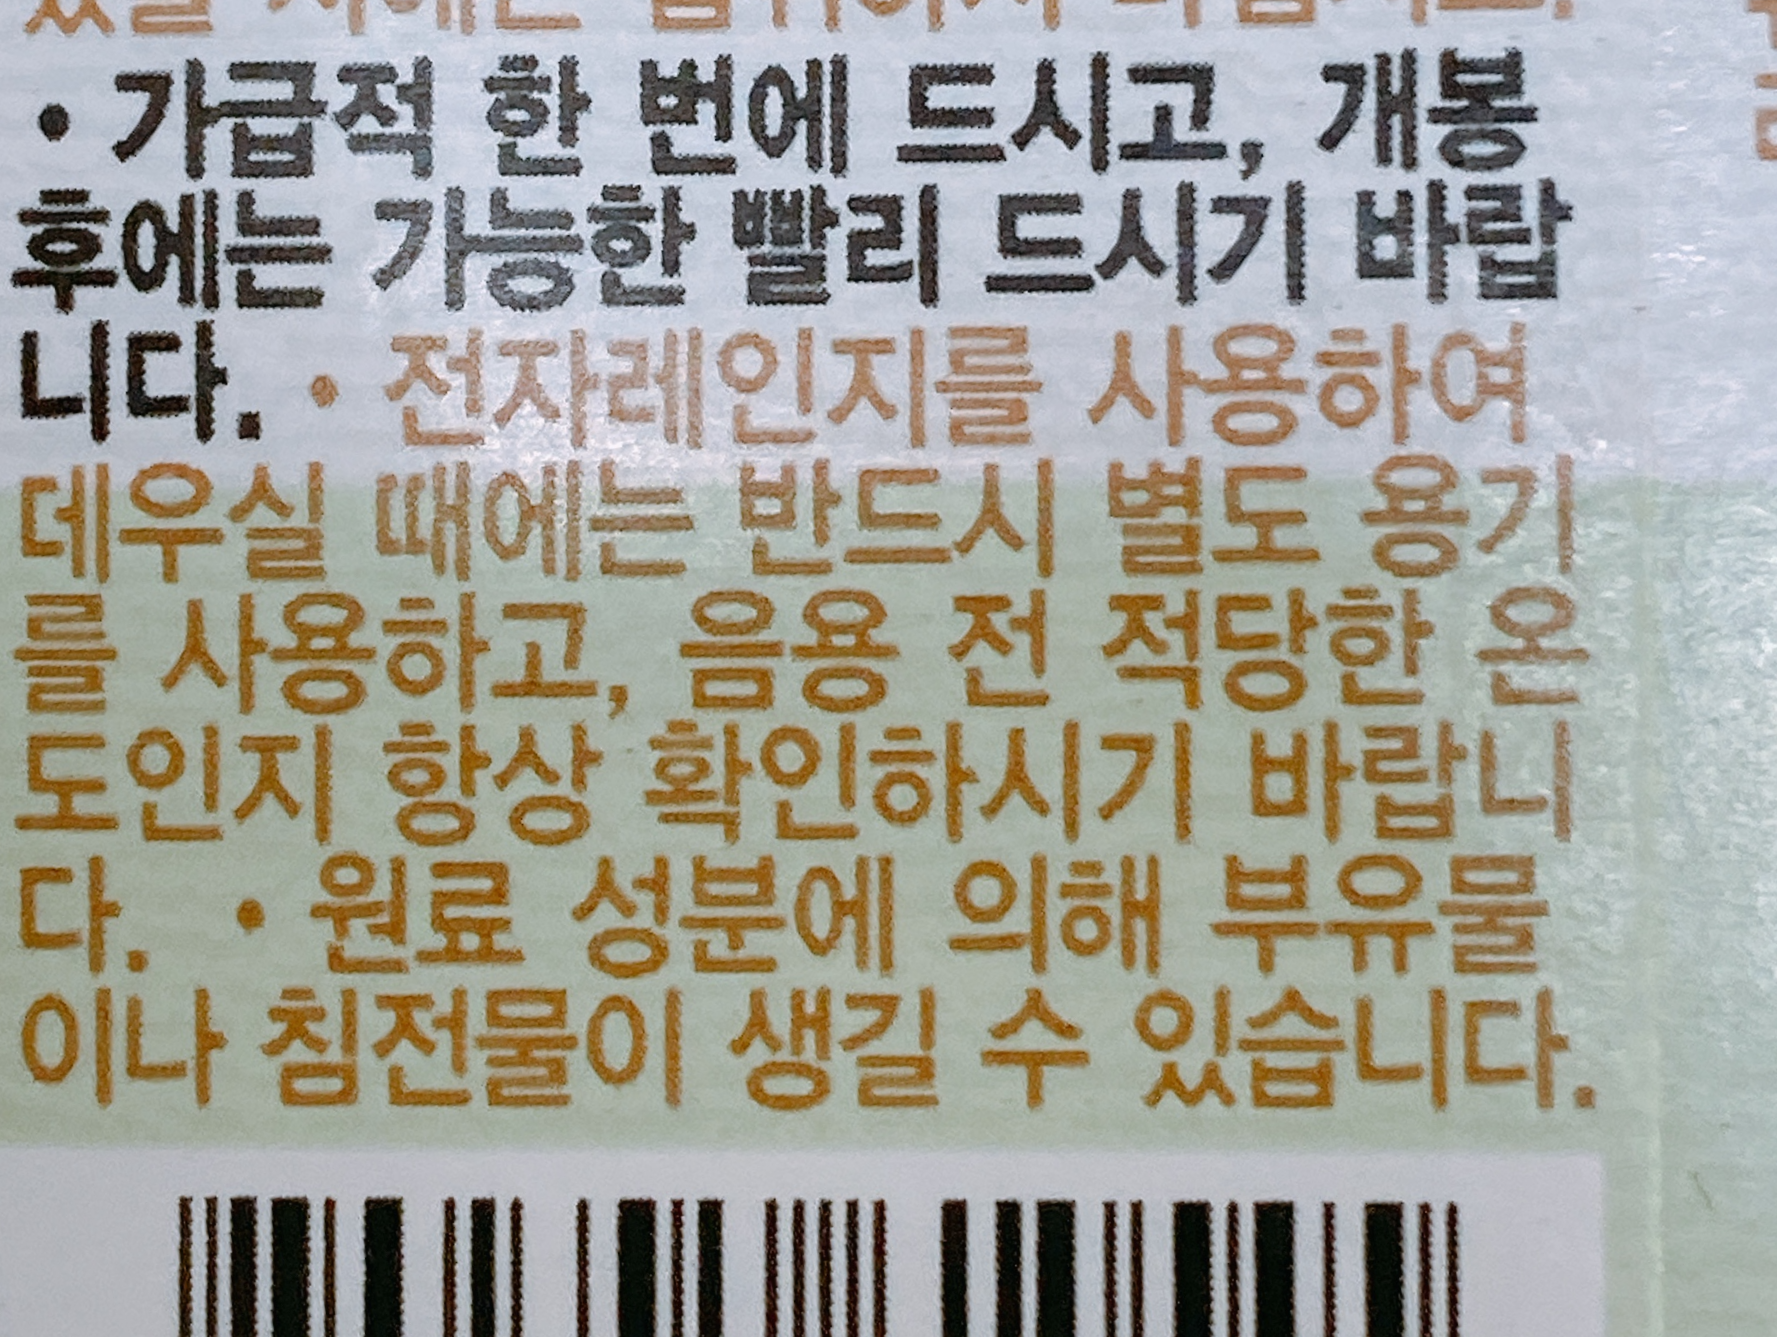 • 가급적 한 번에 드시고, 개봉
후에는 가능한 빨리 드시기 바랍
니다. • 전자레인지를 사용하여
데우실 때에는 반드시 별도 용기
를 사용하고, 음용 전 적당한 온
도인지 항상 확인하시기 바랍니
다. • 원료 성분에 의해 부유물
이나 침전물이 생길 수 있습니다.